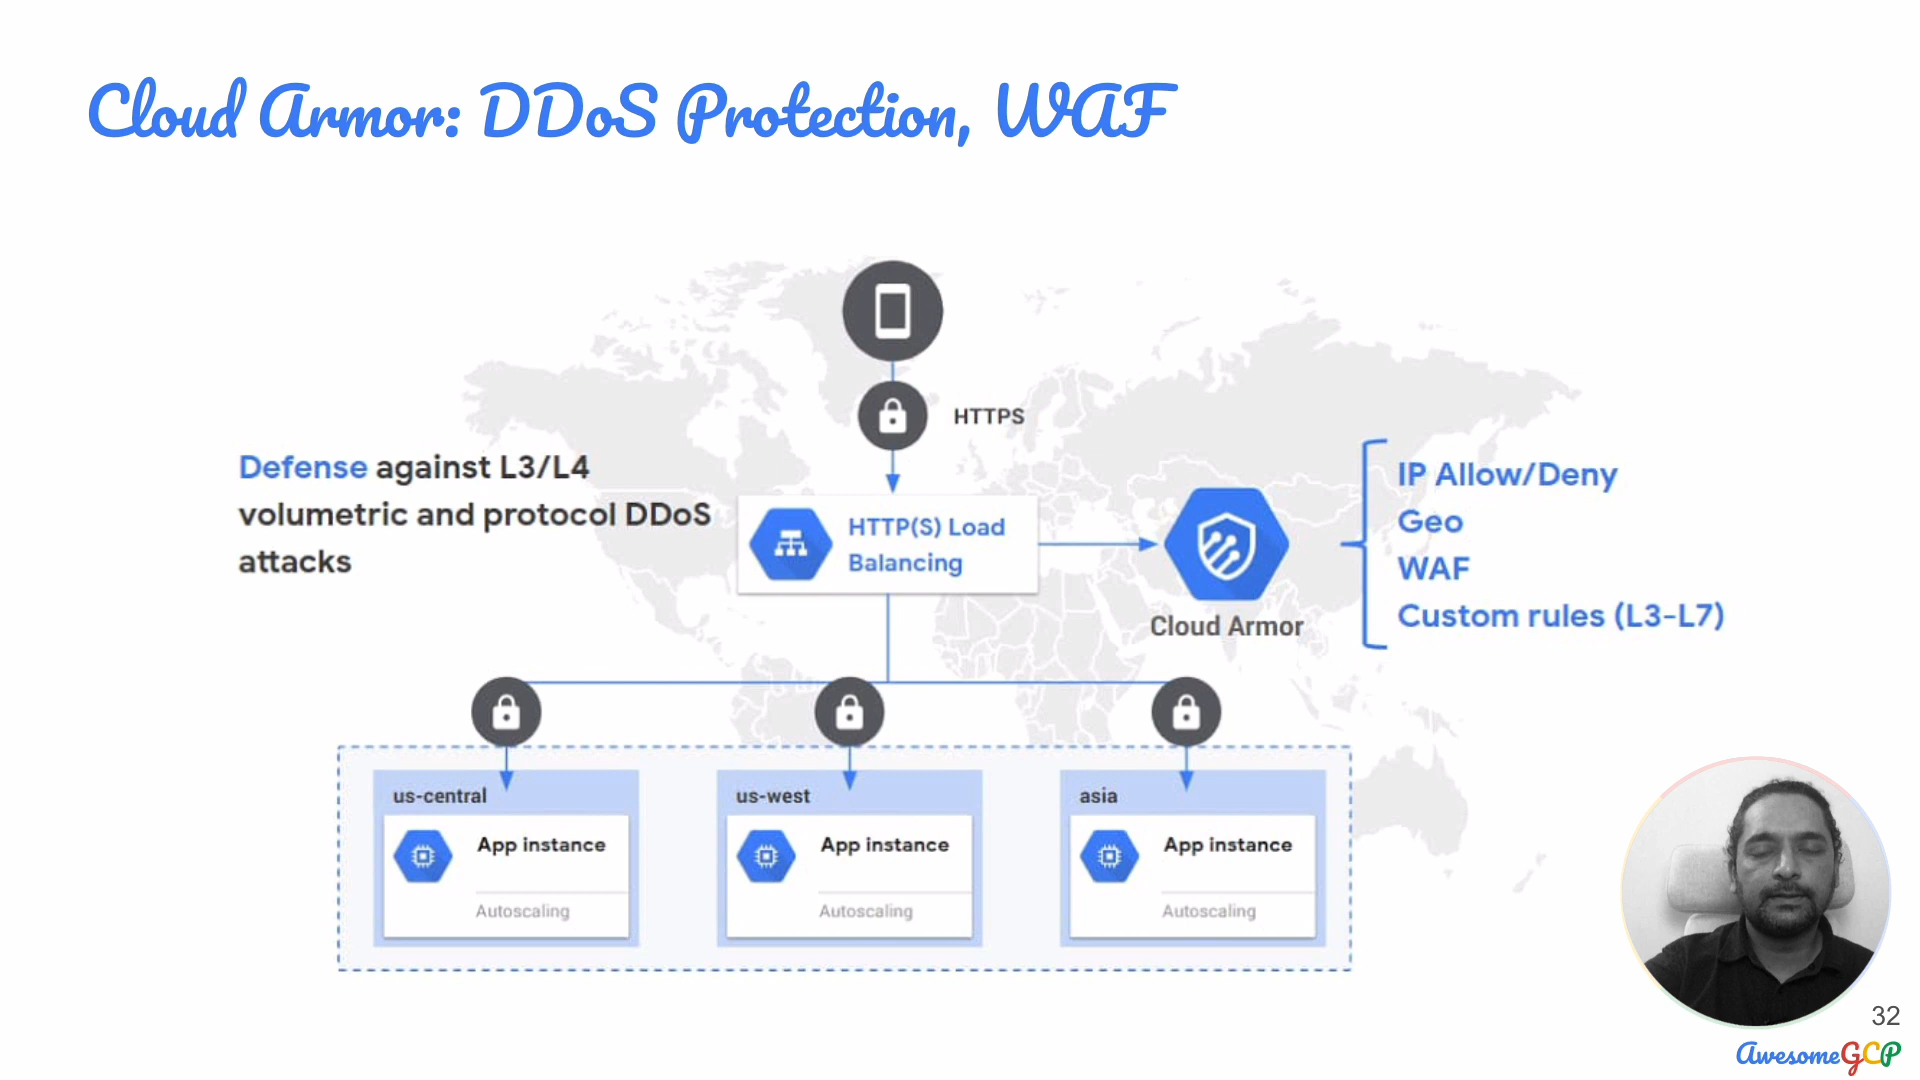 Cloud Armor: DDoS Protection, WAF
HTTPS
Defense against L3/L4
volumetric and protocol DDoS
attacks
HTTP(S) Load
Balancing
Cloud Armor
IP Allow/Deny
Geo
WAF
Custom rules (L3-L7)
us-central
App instance
Autoscaling
us-west
App instance
Autoscaling
asia
App instance
Autoscaling
32
AwesomeGCP